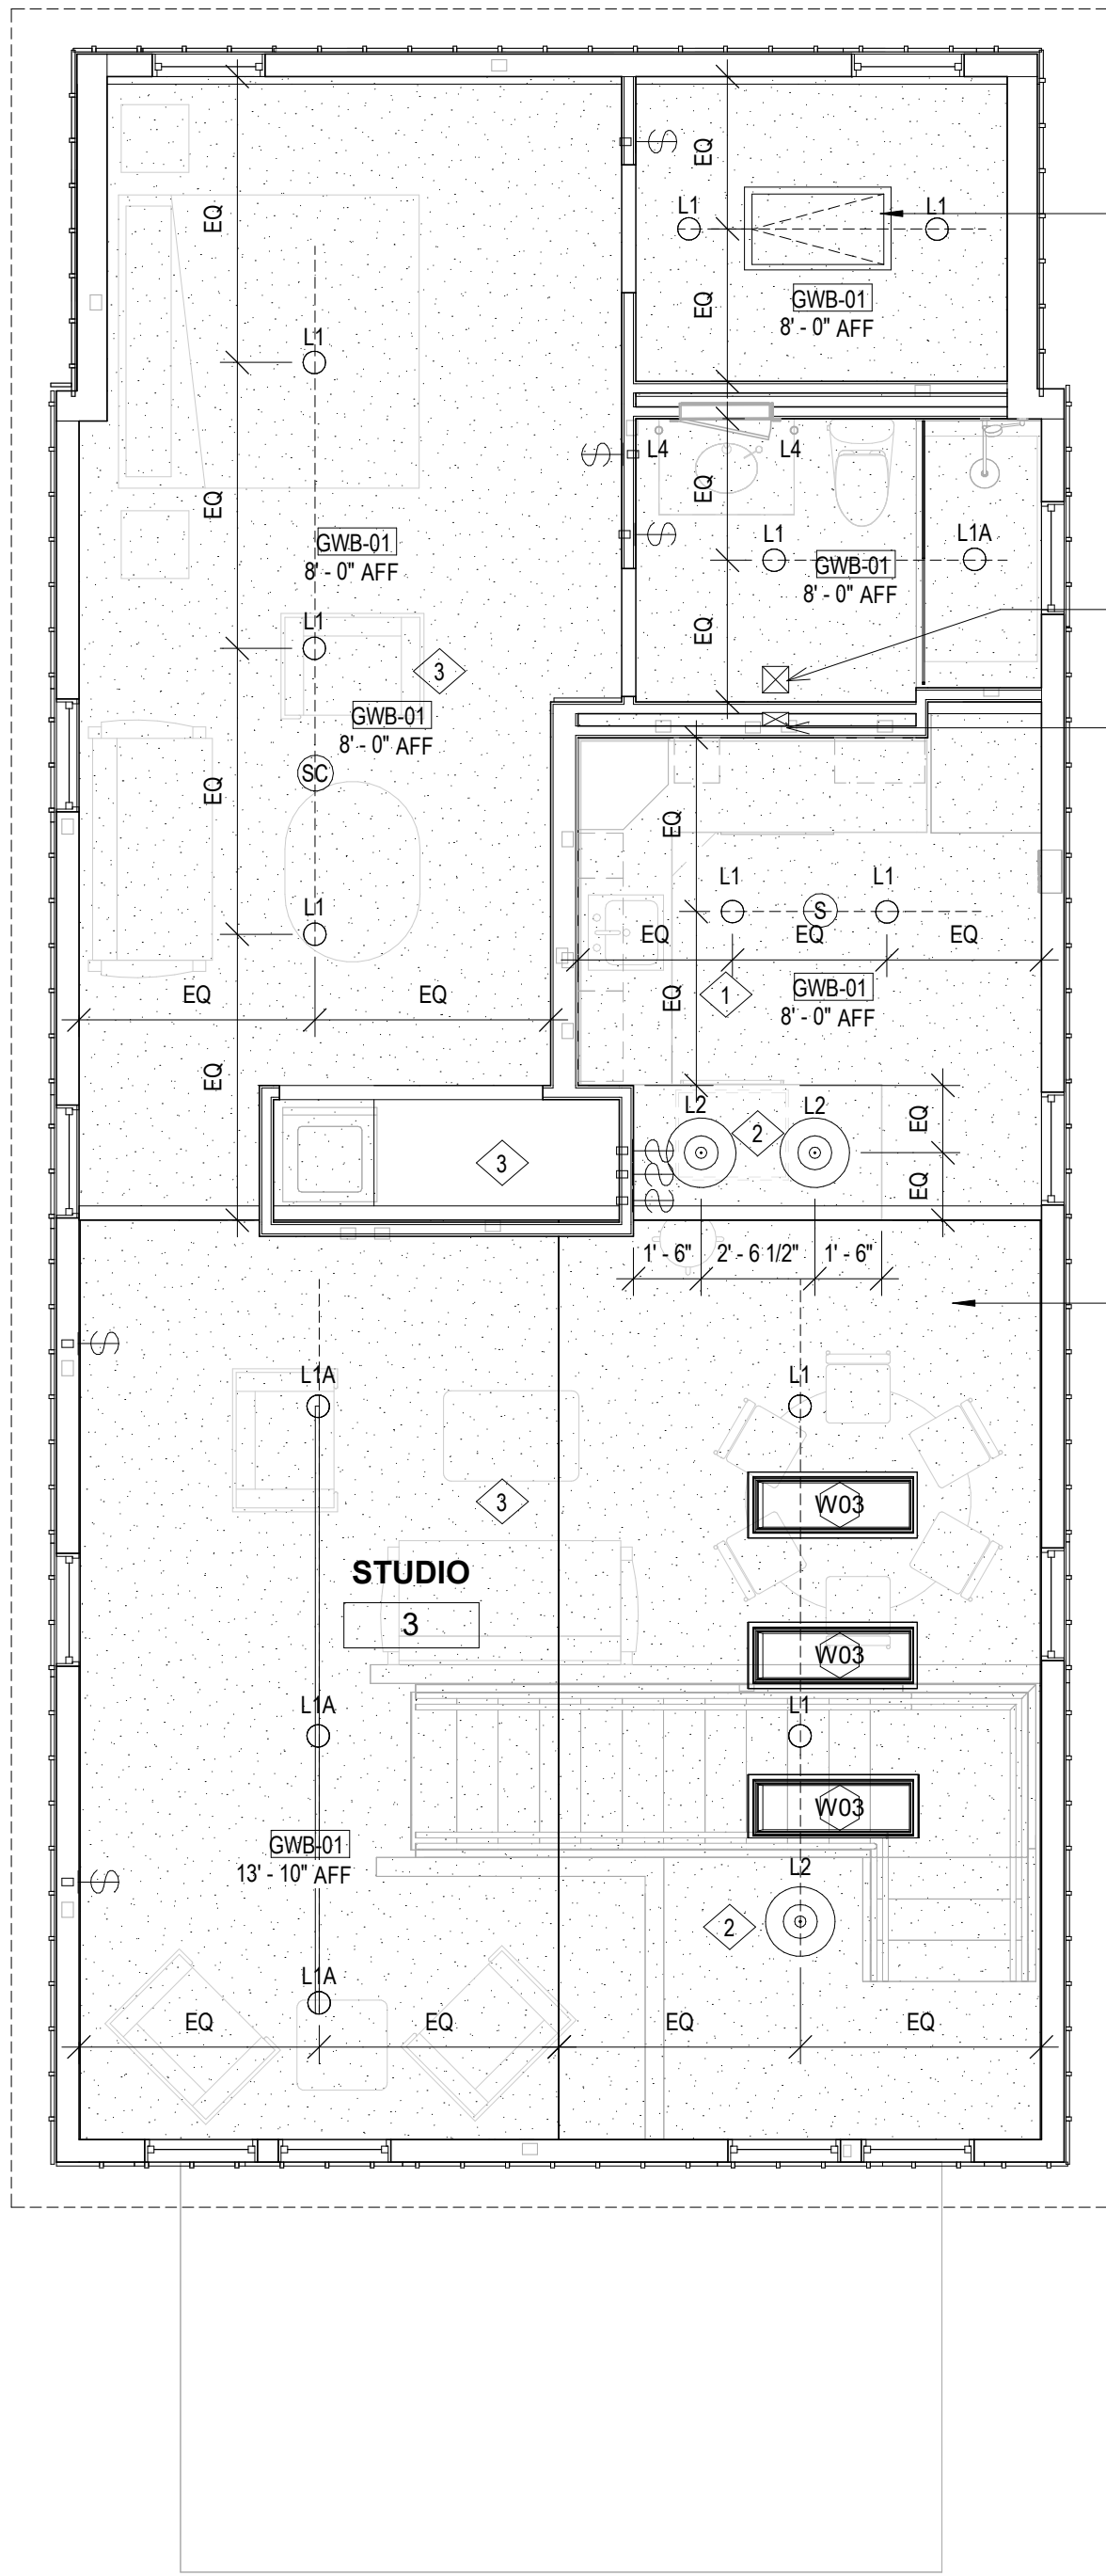 EQ
L1
L1
EQ
EQ
GWB-01
8' - 0" AFF
L1
L4
L4
EQ
EQ
GWB-01
8' - 0" AFF
L1
L1A
GWB-01
8' - 0" AFF
EQ
L1
3
GWB-01
8' - 0" AFF
SC
EQ
EQ
L1
L1
L1
S
EQ
EQ
EQ
EQ
EQ
EQ
EQ
1
GWB-01
8' - 0" AFF
EQ
L2
L2
2
EQ
3
EQ
1' - 6"
2' - 6 1/2"
1' - 6"
L1A
L1
3
W03
STUDIO
3
W03
L1A
L1
W03
GWB-01
13' - 10" AFF
L2
2
L1A
EQ
EQ
EQ
EQ